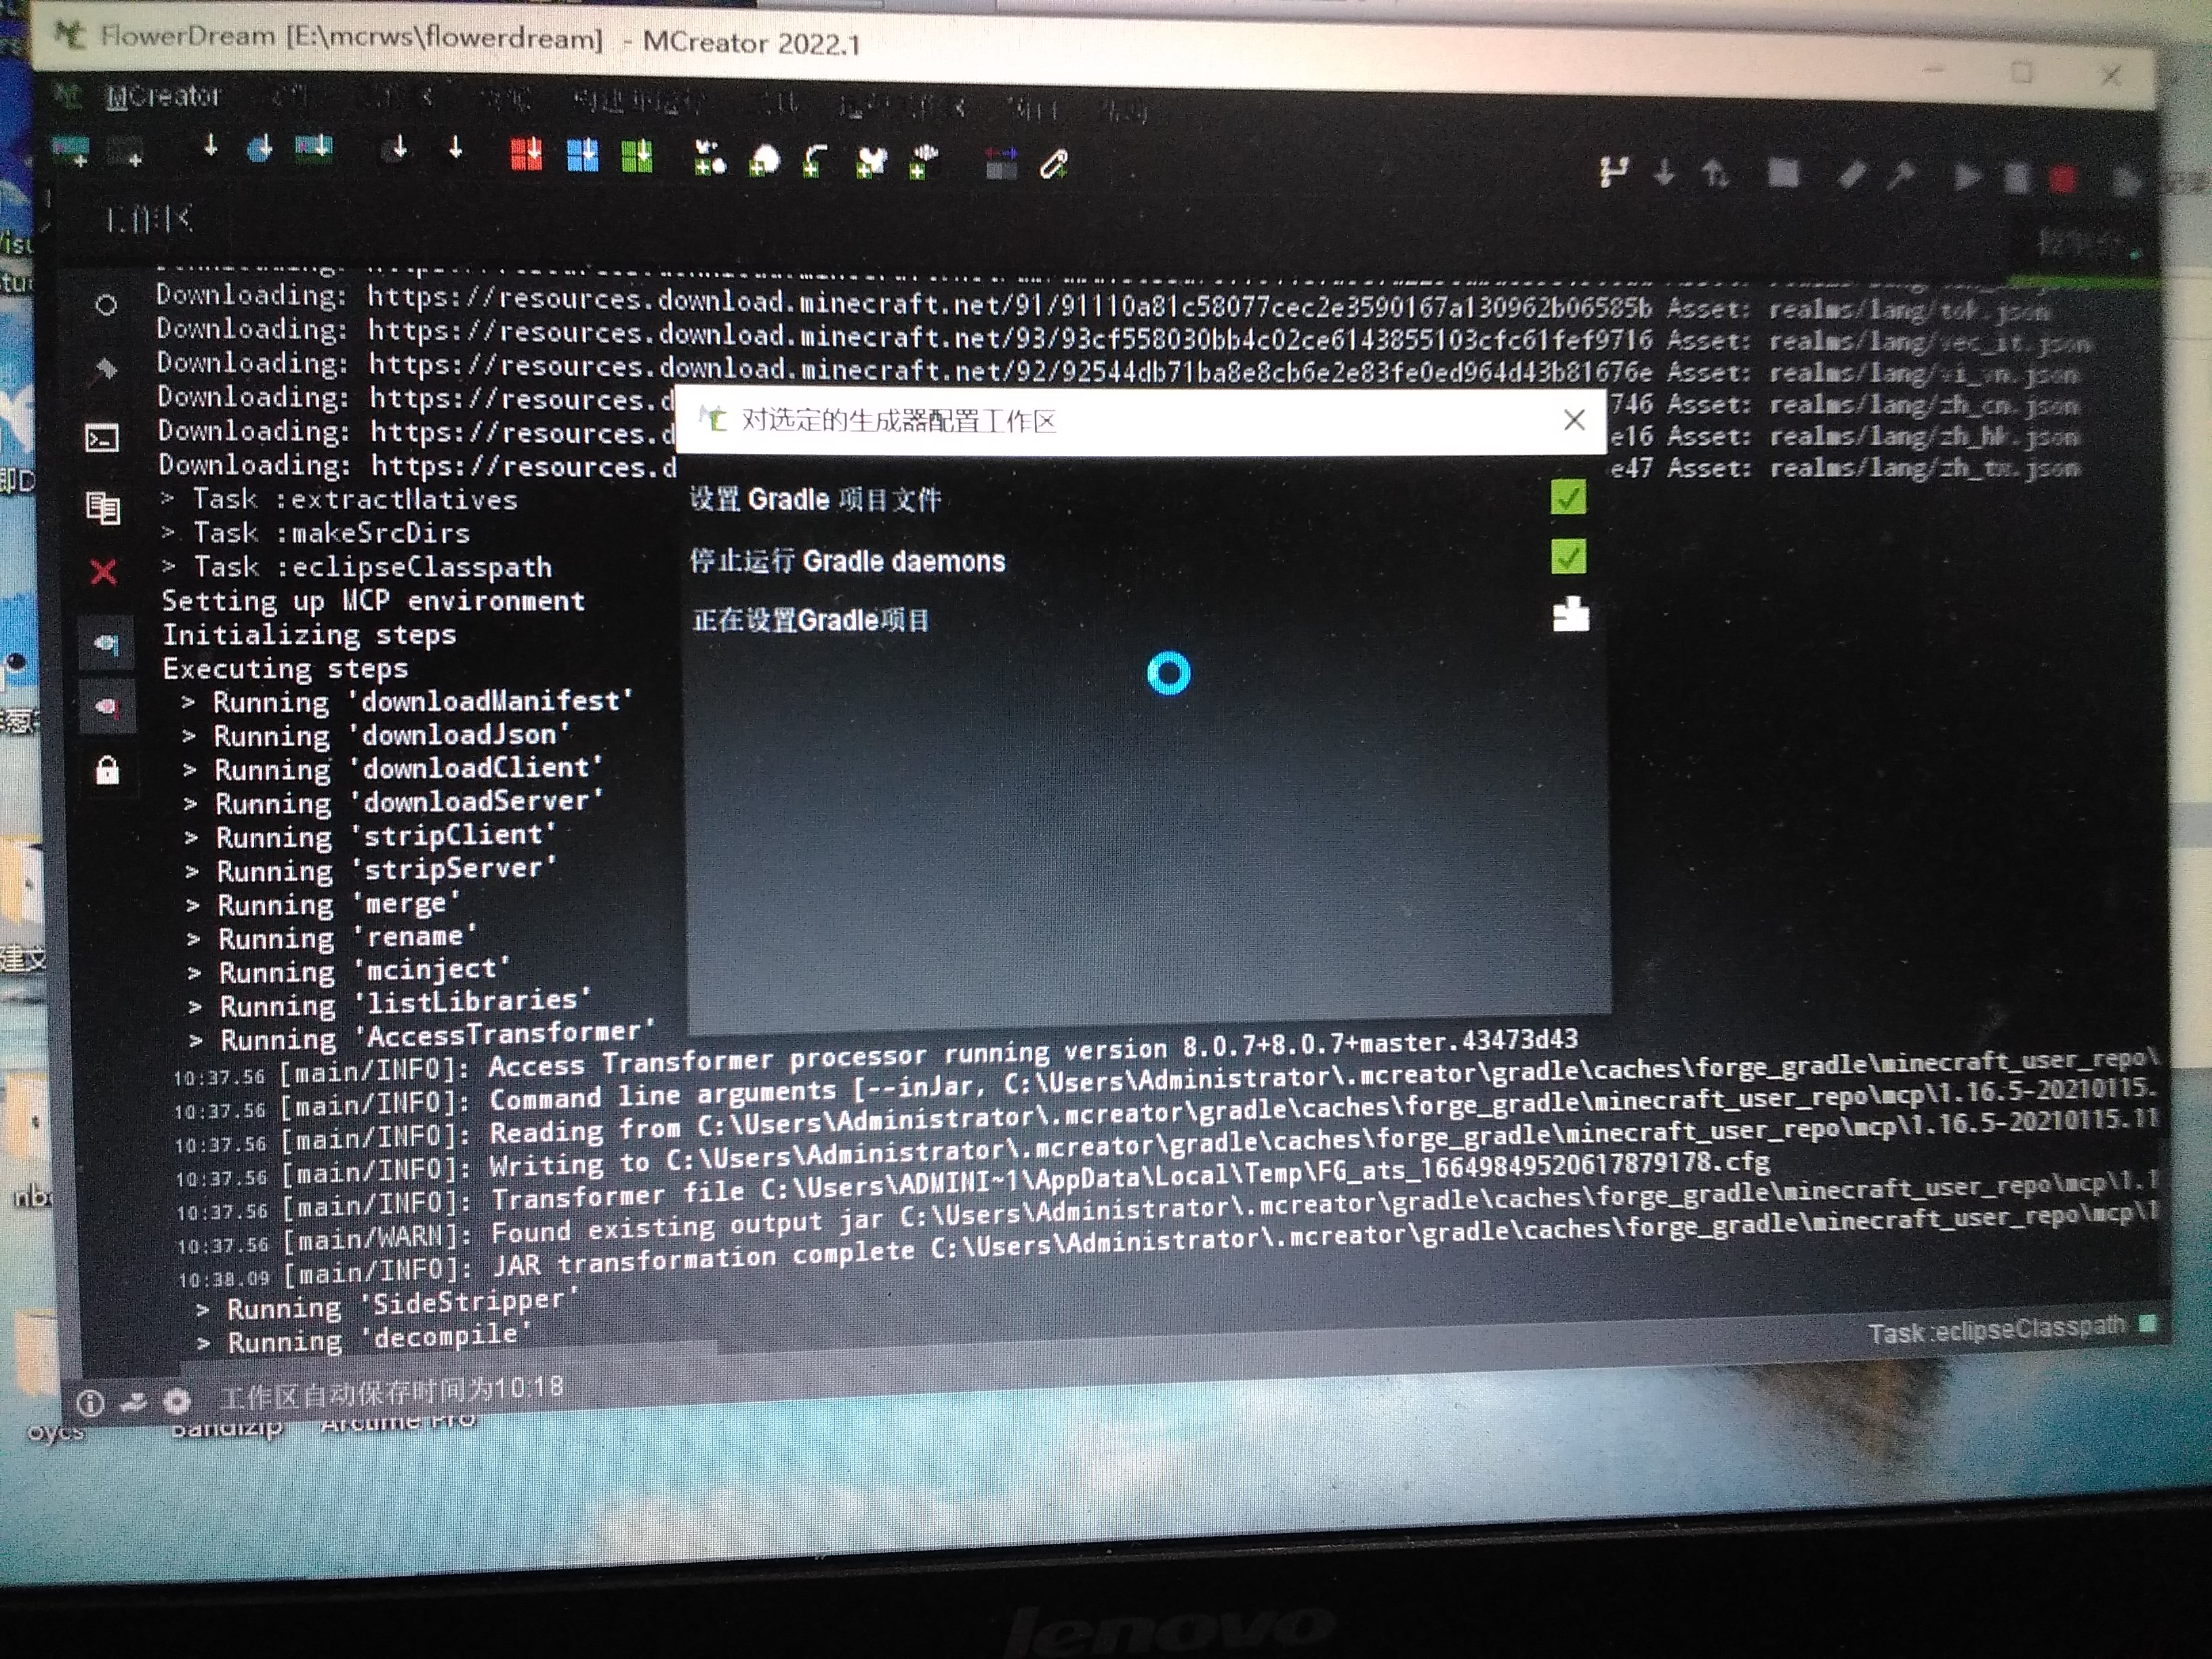 FlowerDream [E:\mcrws\flowerdream] - MCreator 2022.1
MCreator
工作区
控制台
Downloading: https://resources.download.minecraft.net/91/91110a81c58077cec2e3590167a130962b06585b Asset: realms/lang/tok.json
Downloading: https://resources.download.minecraft.net/93/93cf558030bb4c02ce6143855103cfc61fef9716 Asset: realms/lang/vec_it.json
Downloading: https://resources.download.minecraft.net/92/92544db71ba8e8cb6e2e83fe0ed964d43b81676e Asset: realms/lang/vi_vn.json
Downloading: https://resources.d 746 Asset: realms/lang/zh_cn.json
Downloading: https://resources.d e16 Asset: realms/lang/zh_hk.json
Downloading: https://resources.d e47 Asset: realms/lang/zh_tw.json
对选定的生成器配置工作区
设置 Gradle 项目文件
停止运行 Gradle daemons
正在设置Gradle项目
> Task :extractNatives
> Task :makeSrcDirs
> Task :eclipseClasspath
Setting up MCP environment
Initializing steps
Executing steps
> Running 'downloadManifest'
> Running 'downloadJson'
> Running 'downloadClient'
> Running 'downloadServer'
> Running 'stripClient'
> Running 'stripServer'
> Running 'merge'
> Running 'rename'
> Running 'mcinject'
> Running 'listLibraries'
> Running 'AccessTransformer'
10:37.56 [main/INFO]: Access Transformer processor running version 8.0.7+8.0.7+master.43473d43
10:37.56 [main/INFO]: Command line arguments [--inJar, C:\Users\Administrator\.mcreator\gradle\caches\forge_gradle\minecraft_user_repo\
10:37.56 [main/INFO]: Reading from C:\Users\Administrator\.mcreator\gradle\caches\forge_gradle\minecraft_user_repo\mcp\1.16.5-20210115.
10:37.56 [main/INFO]: Writing to C:\Users\Administrator\.mcreator\gradle\caches\forge_gradle\minecraft_user_repo\mcp\1.16.5-20210115.11
10:37.56 [main/INFO]: Transformer file C:\Users\ADMINI~1\AppData\Local\Temp\FG_ats_16649849520617879178.cfg
10:37.56 [main/WARN]: Found existing output jar C:\Users\Administrator\.mcreator\gradle\caches\forge_gradle\minecraft_user_repo\mcp\1.1
10:38.09 [main/INFO]: JAR transformation complete C:\Users\Administrator\.mcreator\gradle\caches\forge_gradle\minecraft_user_repo\mcp\1
> Running 'SideStripper'
> Running 'decompile'
Task :eclipseClasspath
工作区自动保存时间为10:18
Bandizip
Arctime Pro
lenovo